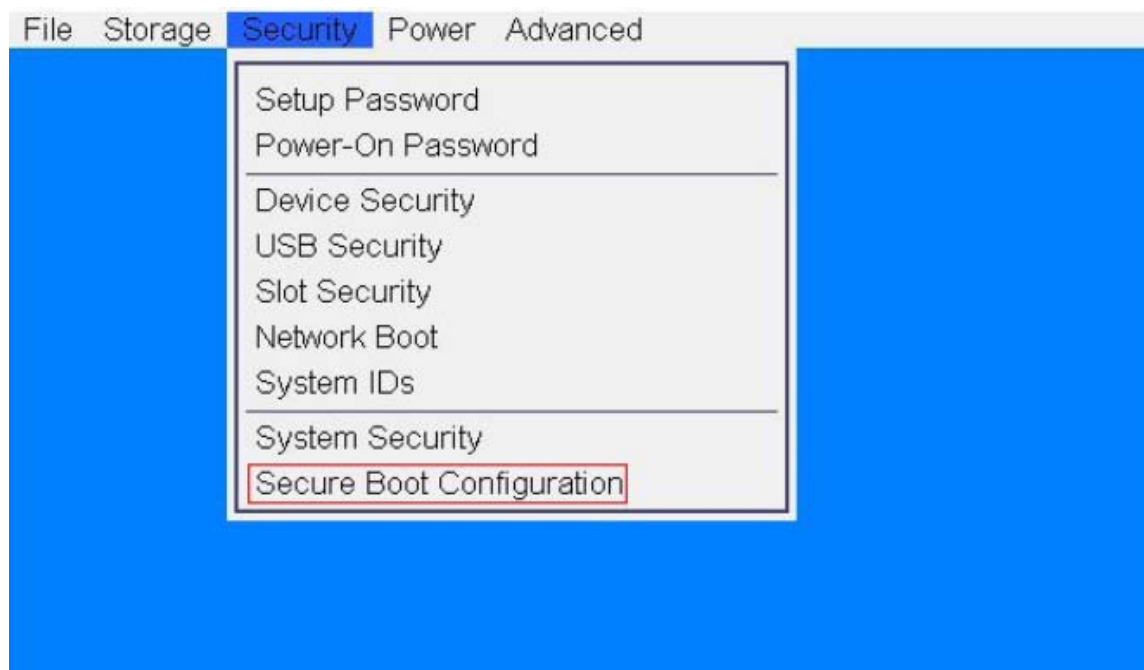 File Storage Security Power Advanced
Setup Password
Power-On Password
Device Security
USB Security
Slot Security
Network Boot
System IDs
System Security
Secure Boot Configuration